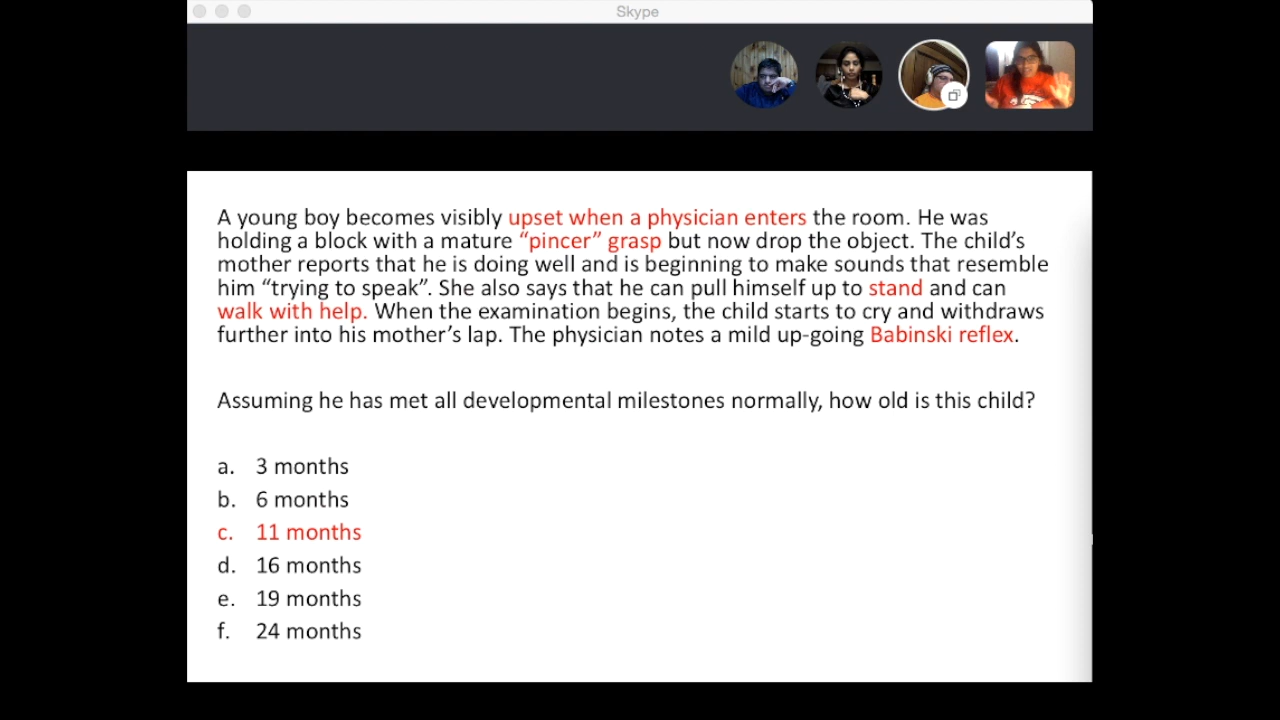 Skype
A young boy becomes visibly upset when a physician enters the room. He was
holding a block with a mature “pincer” grasp but now drop the object. The child’s
mother reports that he is doing well and is beginning to make sounds that resemble
him “trying to speak”. She also says that he can pull himself up to stand and can
walk with help. When the examination begins, the child starts to cry and withdraws
further into his mother’s lap. The physician notes a mild up-going Babinski reflex.
Assuming he has met all developmental milestones normally, how old is this child?
a. 3 months
b. 6 months
c. 11 months
d. 16 months
e. 19 months
f. 24 months